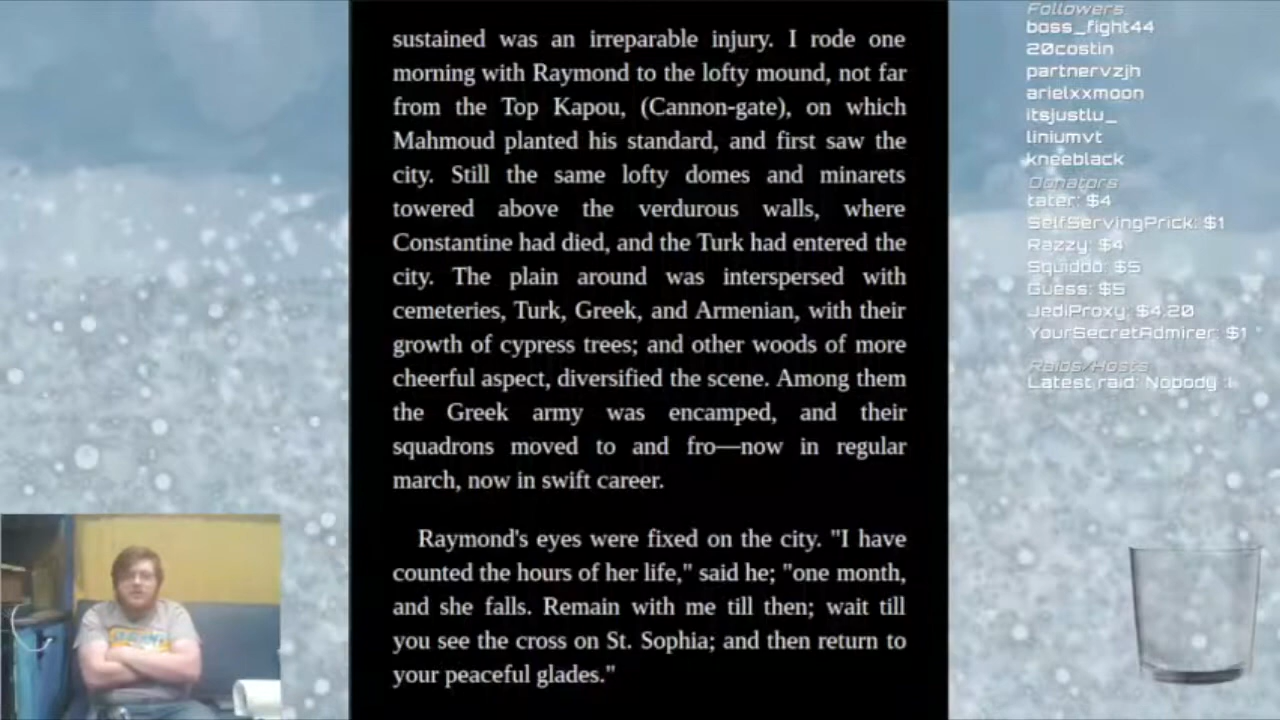 sustained was an irreparable injury. I rode one
morning with Raymond to the lofty mound, not far
from the Top Kapou, (Cannon-gate), on which
Mahmoud planted his standard, and first saw the
city. Still the same lofty domes and minarets
towered above the verdurous walls, where
Constantine had died, and the Turk had entered the
city. The plain around was interspersed with
cemeteries, Turk, Greek, and Armenian, with their
growth of cypress trees; and other woods of more
cheerful aspect, diversified the scene. Among them
the Greek army was encamped, and their
squadrons moved to and fro—now in regular
march, now in swift career.
Raymond's eyes were fixed on the city. "I have
counted the hours of her life," said he; "one month,
and she falls. Remain with me till then; wait till
you see the cross on St. Sophia; and then return to
your peaceful glades."
Followers
boss_fight44
20costin
partnervzjh
arielxxmoon
itsjustlu_
liniumvt
kneeblack
Donators
tater: $4
SelfServingPrick: $1
Razzy: $4
Squiddo: $5
Guess: $5
JediProxy: $4.20
YourSecretAdmirer: $1
Raids/Hosts
Latest raid: Nobody :(